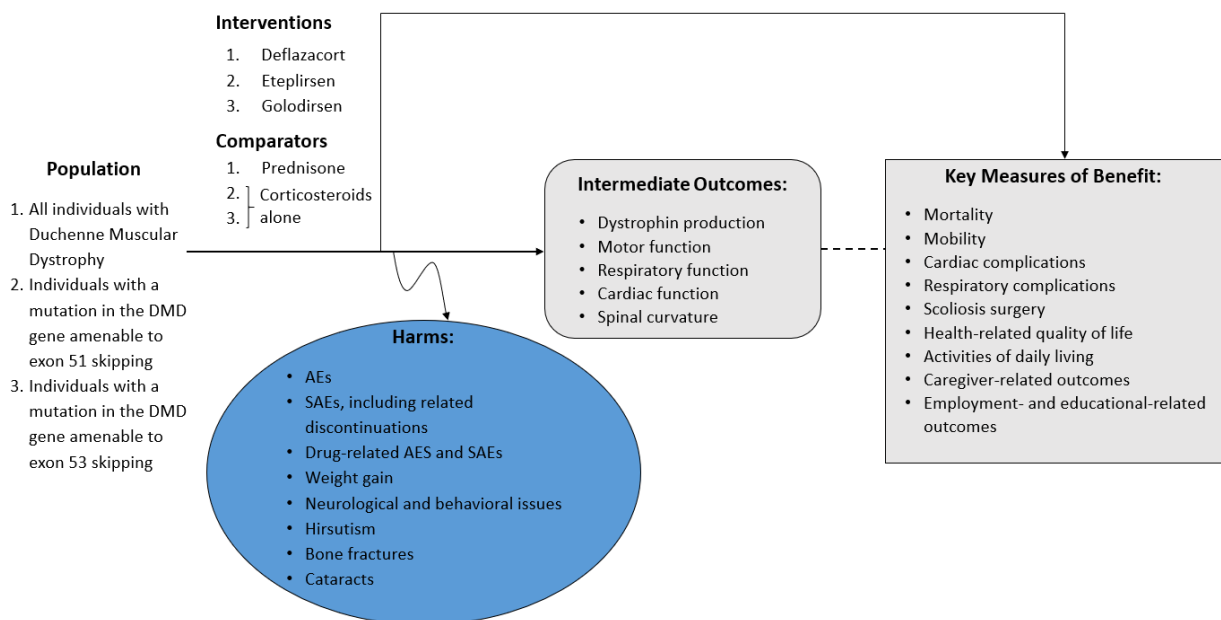 Interventions
1. Deflazacort
2. Eteplirsen
3. Golodirsen
Comparators
1. Prednisone
2. Corticosteroids
3. alone
Population
1. All individuals with
Duchenne Muscular
Dystrophy
2. Individuals with a
mutation in the DMD
gene amenable to
exon 51 skipping
3. Individuals with a
mutation in the DMD
gene amenable to
exon 53 skipping
Intermediate Outcomes:
• Dystrophin production
• Motor function
• Respiratory function
• Cardiac function
• Spinal curvature
Key Measures of Benefit:
• Mortality
• Mobility
• Cardiac complications
• Respiratory complications
• Scoliosis surgery
• Health-related quality of life
• Activities of daily living
• Caregiver-related outcomes
• Employment- and educational-related
outcomes
Harms:
• AEs
• SAEs, including related
discontinuations
• Drug-related AES and SAEs
• Weight gain
• Neurological and behavioral issues
• Hirsutism
• Bone fractures
• Cataracts